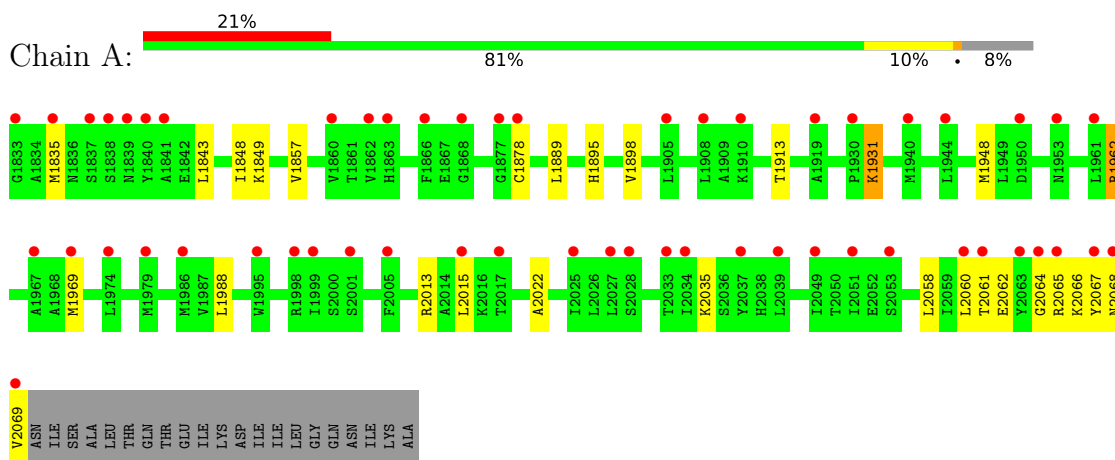 21%
Chain A:
81% 10% • 8%
G1833 A1834 M1835 N1836 S1837 S1838 N1839 Y1840 A1841 E1842 L1843 I1848 K1849 V1857 V1860 T1861 V1862 H1863 F1866 E1867 G1868 G1877 C1878 L1889 H1895 V1898 L1905 L1908 A1909 K1910 T1913 A1919 P1930 K1931 M1940 L1944 M1948 L1949 D1950 N1953 L1961
A1967 A1968 M1969 L1974 M1979 M1986 V1987 L1988 W1995 R1998 I1999 S2000 S2001 F2005 R2013 A2014 L2015 K2016 T2017 A2022 I2025 L2026 L2027 S2028 T2033 I2034 K2035 S2036 Y2037 H2038 L2039 I2049 T2050 I2051 E2052 S2053 L2058 I2059 L2060 T2061 E2062 Y2063 G2064 R2065 K2066 Y2067
V2069 ASN ILE SER ALA LEU THR GLN THR GLU ILE LYS ASP ILE ILE LEU GLY GLN ASN ILE LYS ALA